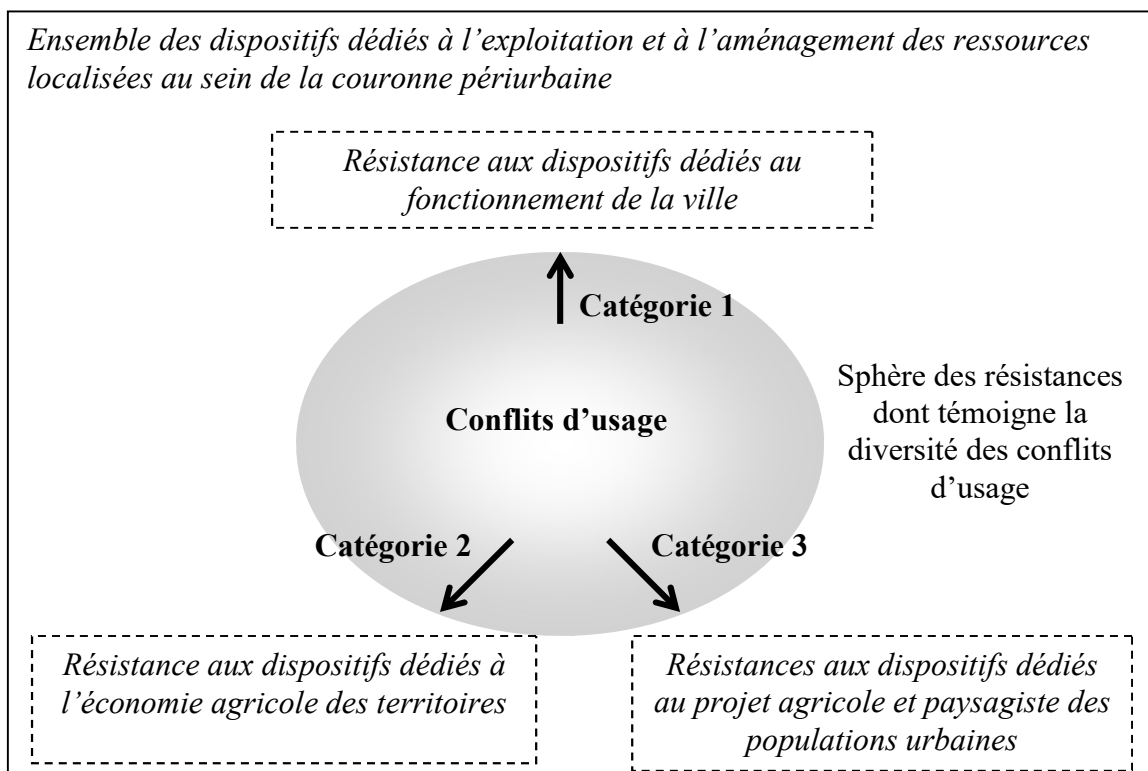 Ensemble des dispositifs dédiés à l’exploitation et à l’aménagement des ressources
localisées au sein de la couronne périurbaine
Résistance aux dispositifs dédiés au
fonctionnement de la ville
Catégorie 1
Conflits d’usage
Sphère des résistances
dont témoigne la
diversité des conflits
d’usage
Catégorie 2
Catégorie 3
Résistance aux dispositifs dédiés à
l’économie agricole des territoires
Résistances aux dispositifs dédiés
au projet agricole et paysagiste des
populations urbaines